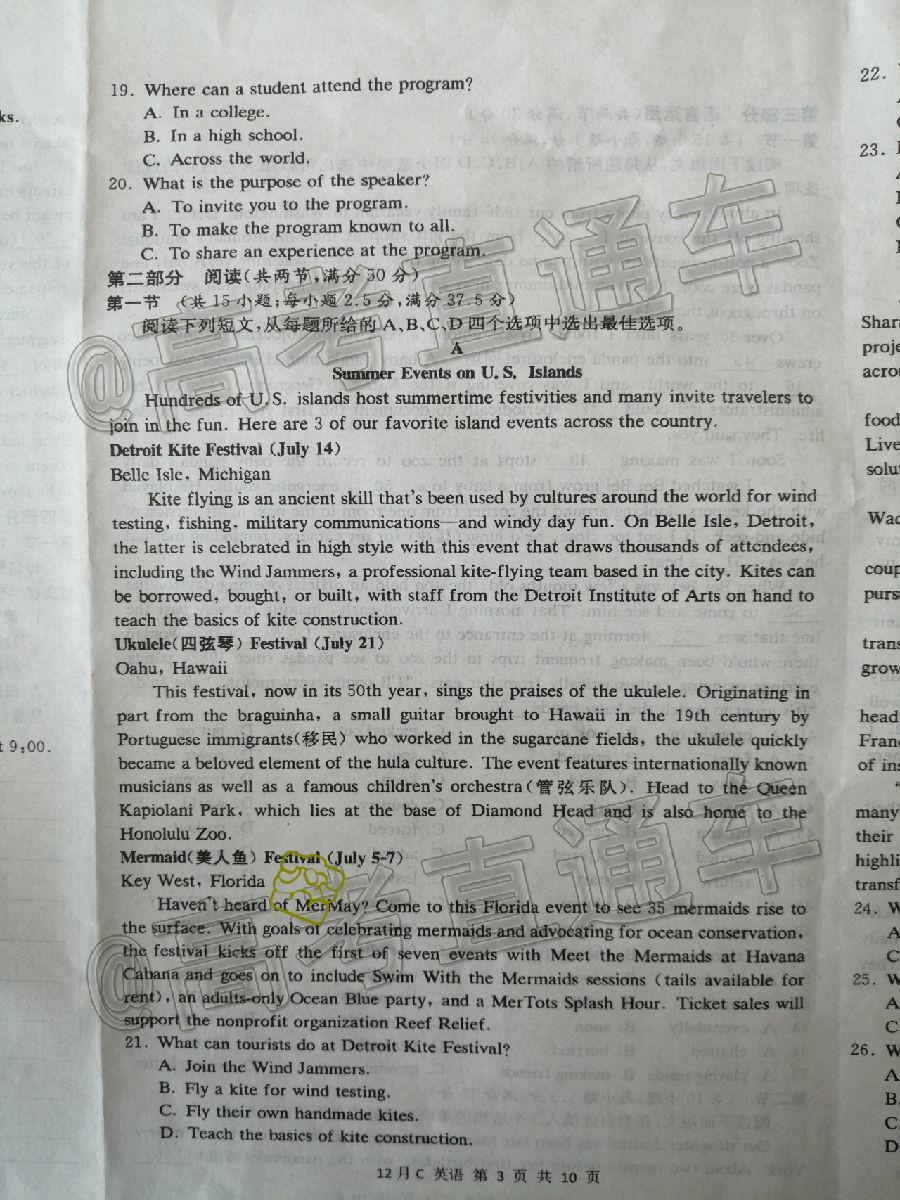 19. Where can a student attend the program?
A. In a college.
B. In a high school.
C. Across the world.
20. What is the purpose of the speaker?
A. To invite you to the program.
B. To make the program known to all.
C. To share an experience at the program.
第二部分 阅读(共两节,满分50分)
第一节 (共15小题;每小题2.5分,满分37.5分)
阅读下列短文,从每题所给的A、B、C、D四个选项中选出最佳选项。
A
Summer Events on U.S. Islands
Hundreds of U.S. islands host summertime festivities and many invite travelers to
join in the fun. Here are 3 of our favorite island events across the country.
Detroit Kite Festival (July 14)
Belle Isle, Michigan
Kite flying is an ancient skill that's been used by cultures around the world for wind
testing, fishing, military communications—and windy day fun. On Belle Isle, Detroit,
the latter is celebrated in high style with this event that draws thousands of attendees,
including the Wind Jammers, a professional kite-flying team based in the city. Kites can
be borrowed, bought, or built, with staff from the Detroit Institute of Arts on hand to
teach the basics of kite construction.
Ukulele(四弦琴) Festival (July 21)
Oahu, Hawaii
This festival, now in its 50th year, sings the praises of the ukulele. Originating in
part from the braguinha, a small guitar brought to Hawaii in the 19th century by
Portuguese immigrants(移民) who worked in the sugarcane fields, the ukulele quickly
became a beloved element of the hula culture. The event features internationally known
musicians as well as a famous children's orchestra(管弦乐队). Head to the Queen
Kapiolani Park, which lies at the base of Diamond Head and is also home to the
Honolulu Zoo.
Mermaid(美人鱼) Festival (July 5-7)
Key West, Florida
Haven't heard of MerMay? Come to this Florida event to see 35 mermaids rise to
the surface. With goals of celebrating mermaids and advocating for ocean conservation,
the festival kicks off the first of seven events with Meet the Mermaids at Havana
Cabana and goes on to include Swim With the Mermaids sessions (tails available for
rent), an adults-only Ocean Blue party, and a MerTots Splash Hour. Ticket sales will
support the nonprofit organization Reef Relief.
21. What can tourists do at Detroit Kite Festival?
A. Join the Wind Jammers.
B. Fly a kite for wind testing.
C. Fly their own handmade kites.
D. Teach the basics of kite construction.
12月C 英语 第 3 页 共 10 页
@高考直通车
@高考直通车
ks.
9:00.
22.
23.
Shar
proje
acro
food
Live
solu
Wad
coup
purs
trans
grow
head
Fran
of ins
many
their
highli
transf
24. W
A
C
25. W
A
C
26. W
A
B.
C.
D